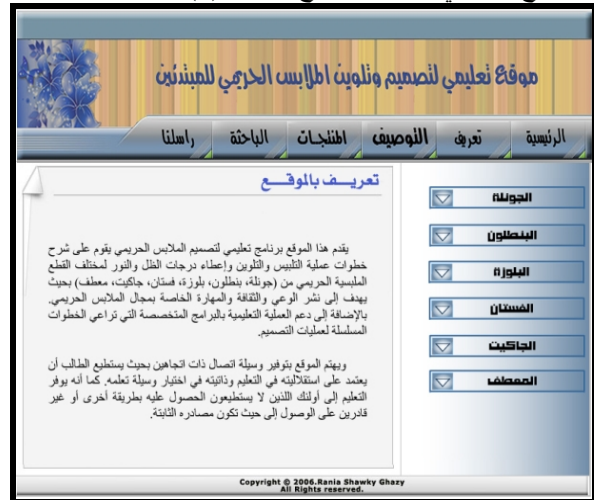 موقع تعليمي لتصميم وتلوين الملابس الحريمي للمبتدئين
الرئيسية تعريف التوصيف المنتجات الباحثة راسلنا
تعريــف بالموقــع
الجونلة
البنطلون
البلوزة
الفستان
الجاكيت
المعطف
يقدم هذا الموقع برنامج تعليمي لتصميم الملابس الحريمي يقوم على شرح
خطوات عملية التلبيس والتلوين وإعطاء درجات الظل والنور لمختلف القطع
الملبسية الحريمي من (جونلة، بنطلون، بلوزة، فستان، جاكيت، معطف) بحيث
يهدف إلى نشر الوعي والثقافة والمهارة الخاصة بمجال الملابس الحريمي.
بالإضافة إلى دعم العملية التعليمية بالبرامج المتخصصة التي تراعي الخطوات
المسلسلة لعمليات التصميم.
ويهتم الموقع بتوفير وسيلة اتصال ذات اتجاهين بحيث يستطيع الطالب أن
يعتمد على استقلاليته في التعليم وذاتيته في اختيار وسيلة تعلمه. كما أنه يوفر
التعليم إلى أولئك اللذين لا يستطيعون الحصول عليه بطريقة أخرى أو غير
قادرين على الوصول إلى حيث تكون مصادره الثابتة.
Copyright © 2006.Rania Shawky Ghazy
All Rights reserved.